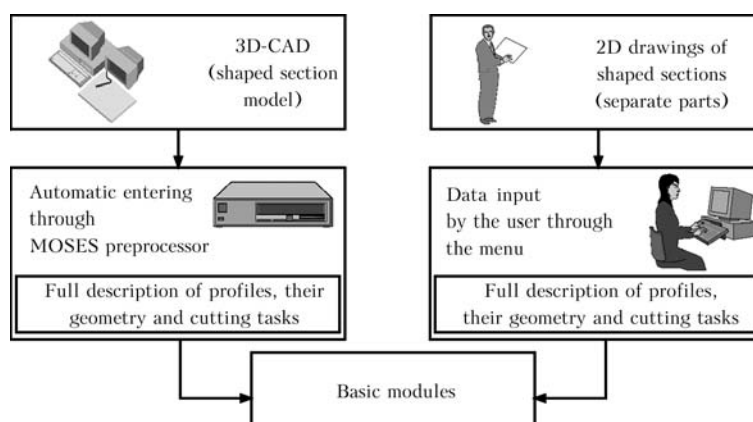 3D-CAD
(shaped section
model)
2D drawings of
shaped sections
(separate parts)
Automatic entering
through
MOSES preprocessor
Full description of profiles, their
geometry and cutting tasks
Data input
by the user through
the menu
Full description of profiles,
their geometry and cutting tasks
Basic modules